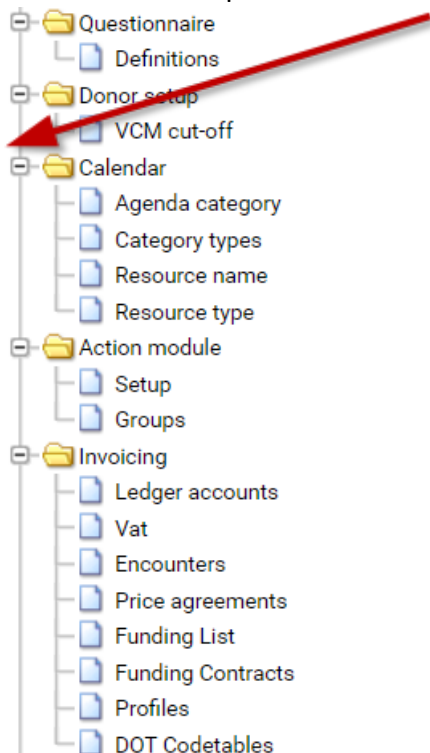 Questionnaire
Definitions
Donor setup
VCM cut-off
Calendar
Agenda category
Category types
Resource name
Resource type
Action module
Setup
Groups
Invoicing
Ledger accounts
Vat
Encounters
Price agreements
Funding List
Funding Contracts
Profiles
DOT Codetables